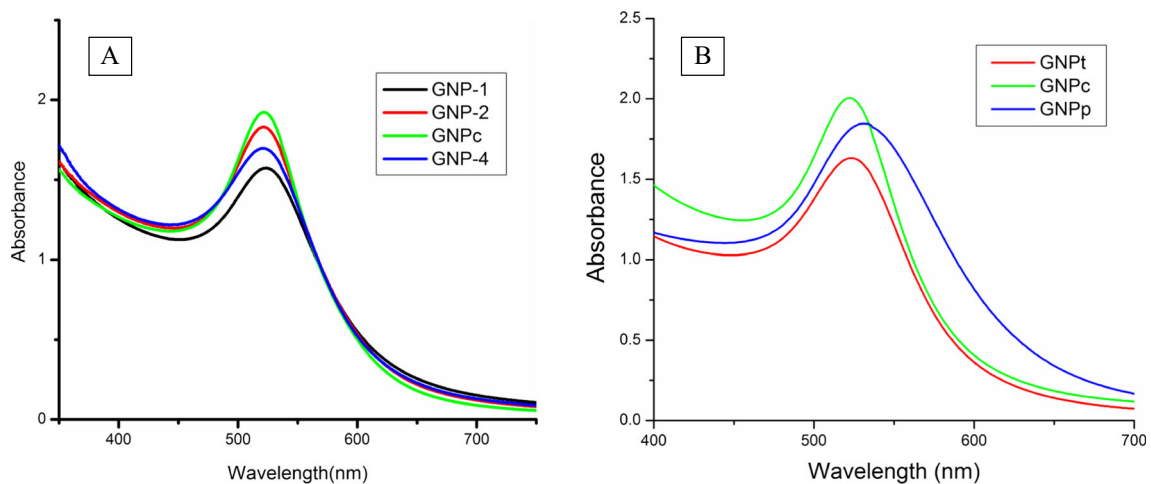 A
GNP-1
GNP-2
GNPc
GNP-4
Absorbance
2
1
0
400
500
600
700
Wavelength(nm)
B
GNPt
GNPc
GNPp
Absorbance
2.5
2.0
1.5
1.0
0.5
0.0
400
500
600
700
Wavelength (nm)